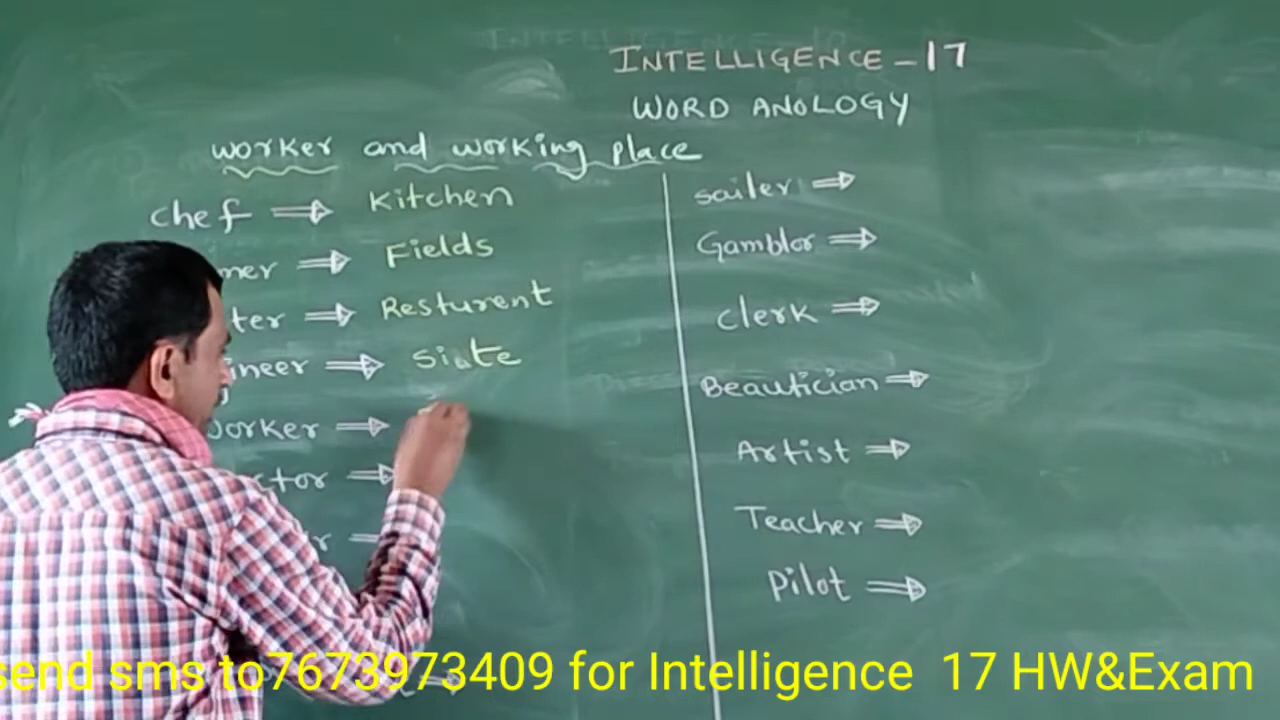 INTELLIGENCE - 17
WORD ANOLOGY
worker and working place
chef ⇒ Kitchen
mer ⇒ Fields
ter ⇒ Resturent
ineer ⇒ Site
worker ⇒
ctor ⇒
r
sailer ⇒
Gamblor ⇒
clerk ⇒
Beautician ⇒
Artist ⇒
Teacher ⇒
Pilot ⇒
send sms to7673973409 for Intelligence 17 HW&Exam